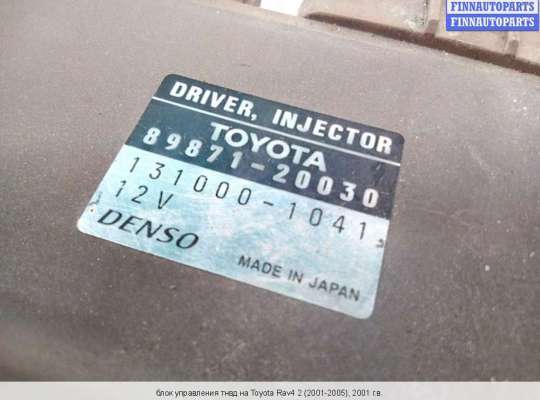 FINNAUTOPARTS
FINNAUTOPARTS
FINNAUTOPARTS
DRIVER, INJECTOR
TOYOTA
89871-20030
131000-1041
12V
DENSO
MADE IN JAPAN
блок управления тнвд на Toyota Rav4 2 (2001-2005), 2001 г.в.